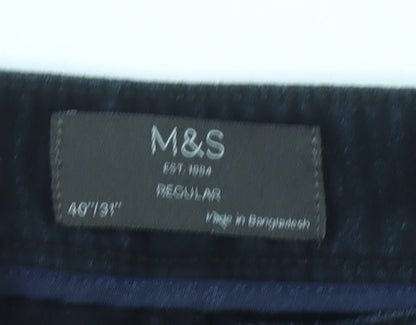 M&S
EST. 1884
REGULAR
40"/31"
Made in Bangladesh